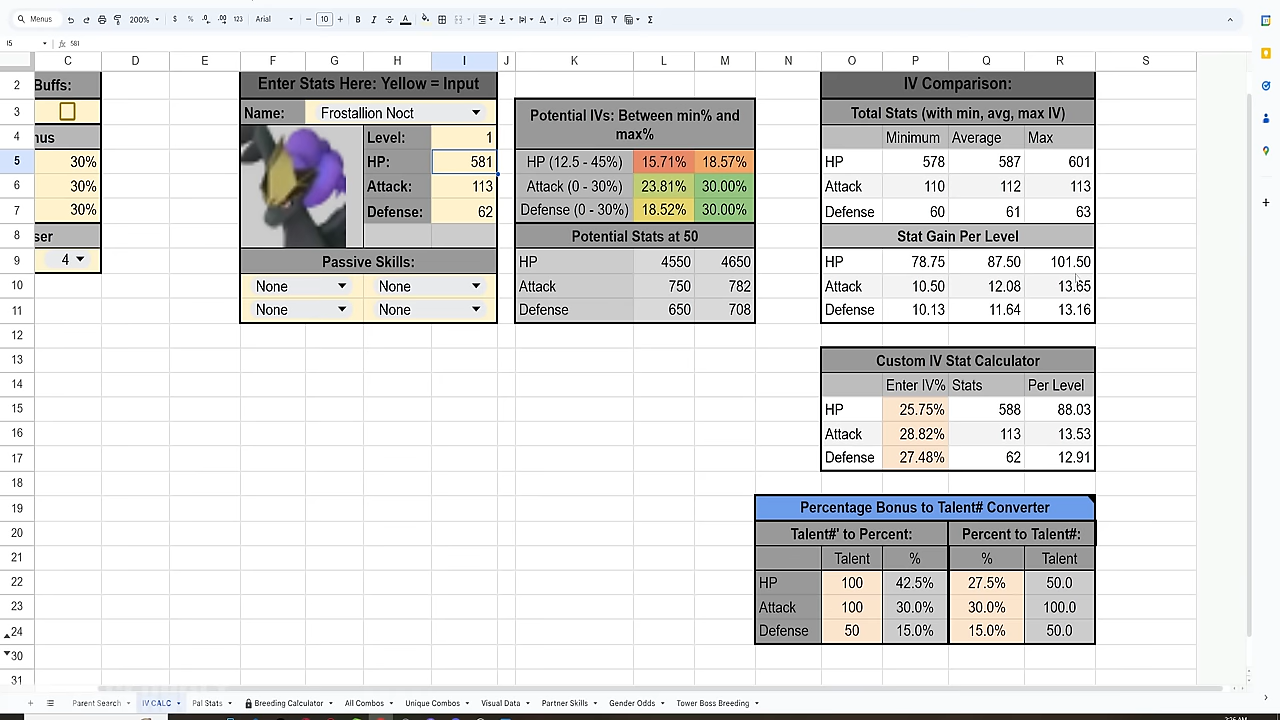 Menus 200% $ % .0 .00 123 Arial 10 B I A Σ
I5 fx 581
C D E F G H I J K L M N O P Q R S
2 Buffs: Enter Stats Here: Yellow = Input IV Comparison:
3 Name: Frostallion Noct Potential IVs: Between min% and max% Total Stats (with min, avg, max IV)
4 nus Level: 1 Minimum Average Max
5 30% HP: 581 HP (12.5 - 45%) 15.71% 18.57% HP 578 587 601
6 30% Attack: 113 Attack (0 - 30%) 23.81% 30.00% Attack 110 112 113
7 30% Defense: 62 Defense (0 - 30%) 18.52% 30.00% Defense 60 61 63
8 ser Potential Stats at 50 Stat Gain Per Level
9 4 Passive Skills: HP 4550 4650 HP 78.75 87.50 101.50
10 None None Attack 750 782 Attack 10.50 12.08 13.65
11 None None Defense 650 708 Defense 10.13 11.64 13.16
12
13 Custom IV Stat Calculator
14 Enter IV% Stats Per Level
15 HP 25.75% 588 88.03
16 Attack 28.82% 113 13.53
17 Defense 27.48% 62 12.91
18
19 Percentage Bonus to Talent# Converter
20 Talent#' to Percent: Percent to Talent#:
21 Talent % % Talent
22 HP 100 42.5% 27.5% 50.0
23 Attack 100 30.0% 30.0% 100.0
24 Defense 50 15.0% 15.0% 50.0
30
31
Parent Search IV CALC Pal Stats Breeding Calculator All Combos Unique Combos Visual Data Partner Skills Gender Odds Tower Boss Breeding